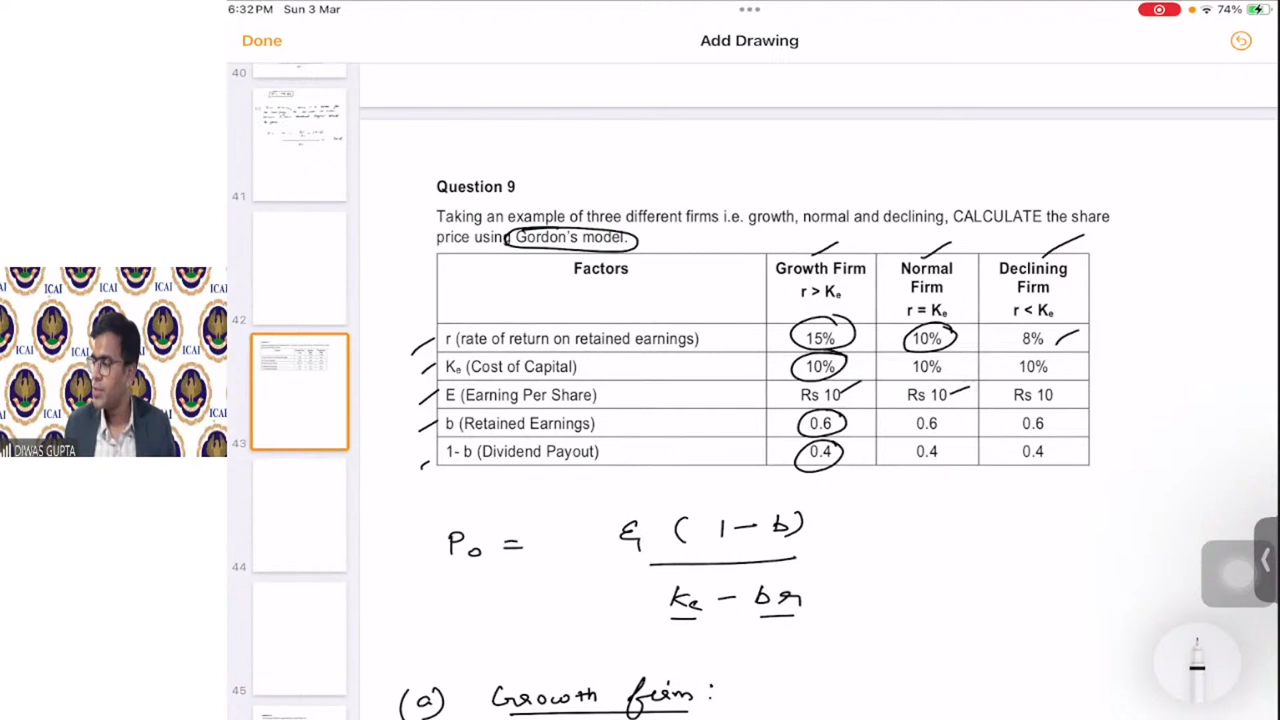 6:32 PM Sun 3 Mar
74%
Done
Add Drawing
40
41
42
43
44
45
ICAI
ICAI
ICAI
DIWAS GUPTA
Question 9
Taking an example of three different firms i.e. growth, normal and declining, CALCULATE the share
price using Gordon's model.
Factors Growth Firm r > Ke Normal Firm r = Ke Declining Firm r < Ke
r (rate of return on retained earnings) 15% 10% 8%
Ke (Cost of Capital) 10% 10% 10%
E (Earning Per Share) Rs 10 Rs 10 Rs 10
b (Retained Earnings) 0.6 0.6 0.6
1- b (Dividend Payout) 0.4 0.4 0.4
P0 = E1 (1 - b)
ke - br
(a) Growth firm :